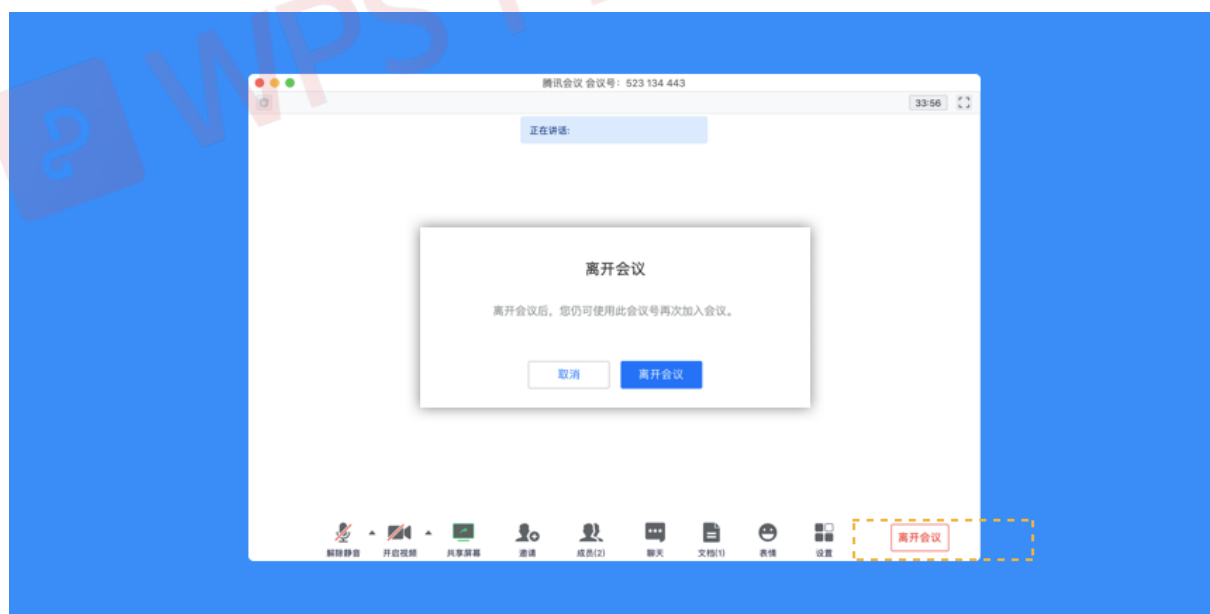 WPS
腾讯会议 会议号：523 134 443
33:56
正在讲话:
离开会议
离开会议后，您仍可使用此会议号再次加入会议。
取消
离开会议
解除静音
开启视频
共享屏幕
邀请
成员(2)
聊天
文档(1)
表情
设置
离开会议